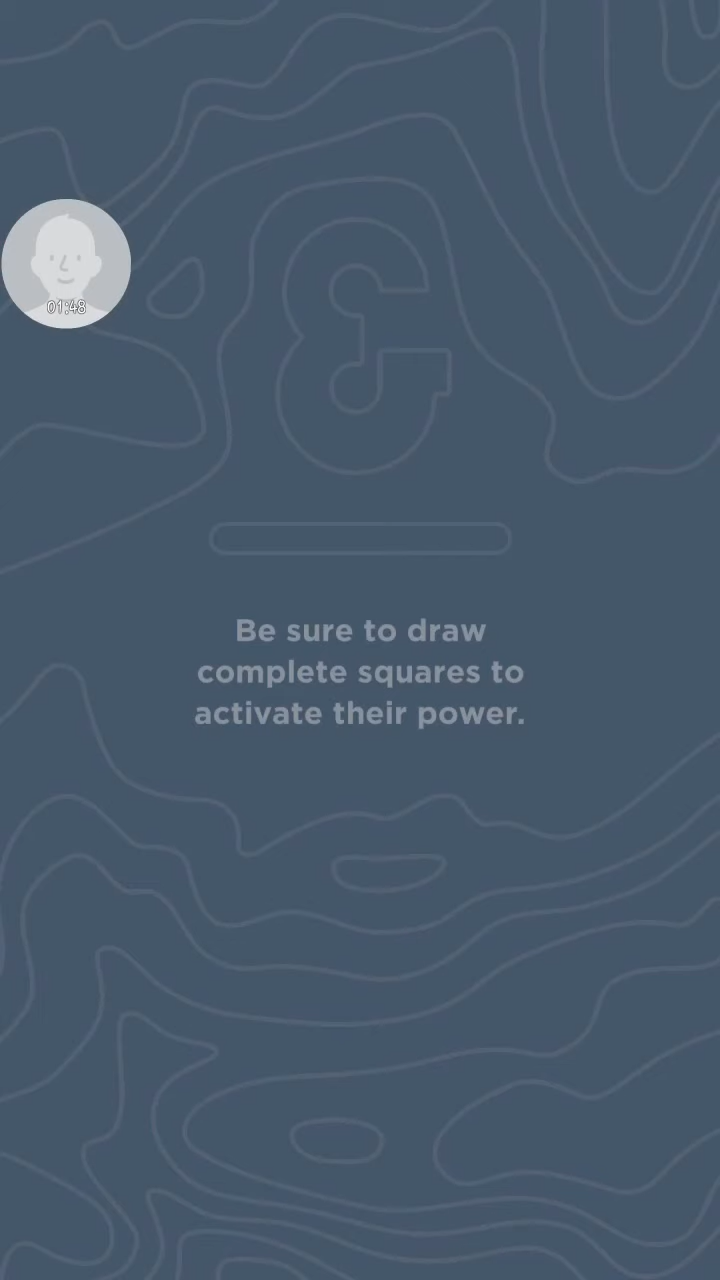 01:48
Be sure to draw
complete squares to
activate their power.